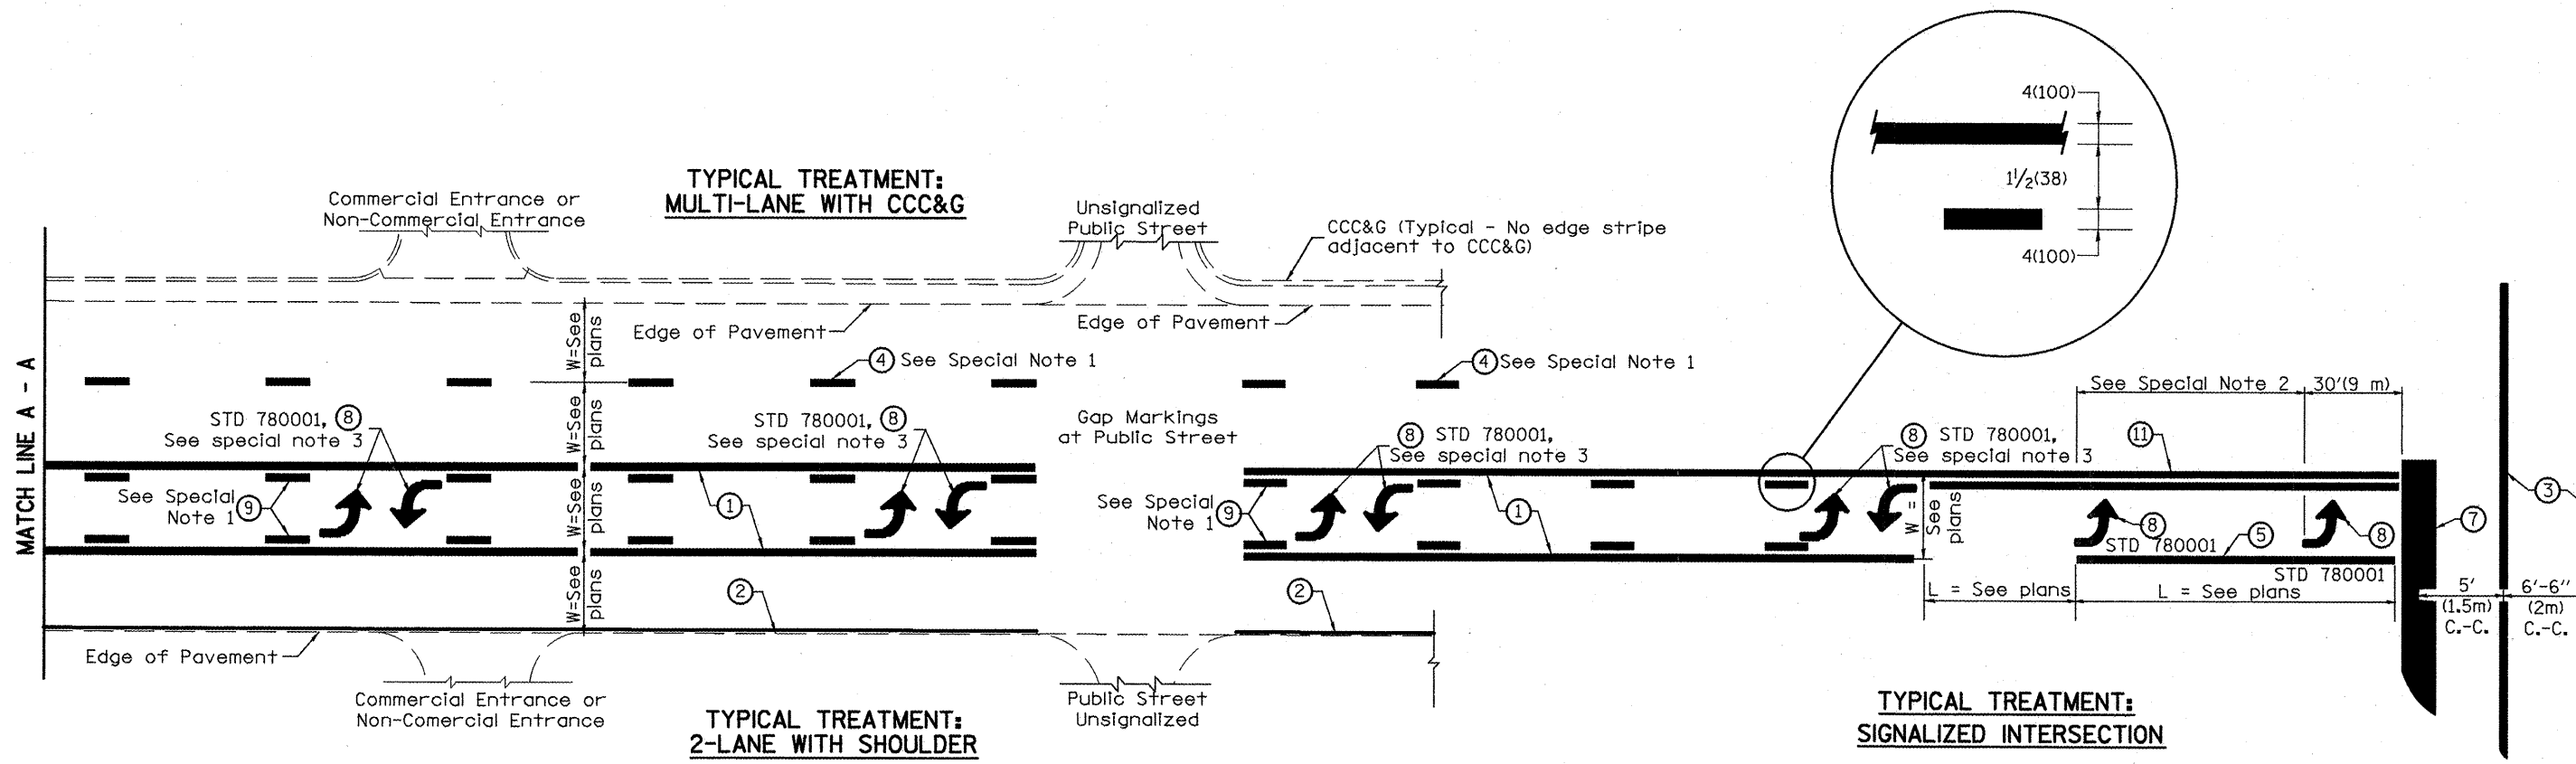 TYPICAL TREATMENT:
MULTI-LANE WITH CCC&G
Commercial Entrance or
Non-Commercial Entrance
Unsignalized
Public Street
CCC&G (Typical - No edge stripe
adjacent to CCC&G)
4(100)
1 1/2(38)
4(100)
MATCH LINE A - A
Edge of Pavement
Edge of Pavement
W=See
plans
W=See
plans
W=See
plans
W=See
plans
4 See Special Note 1
4 See Special Note 1
STD 780001, 8
See special note 3
STD 780001, 8
See special note 3
Gap Markings
at Public Street
8 STD 780001,
See special note 3
8 STD 780001,
See special note 3
See Special Note 2
30'(9 m)
11
See Special
Note 1 9
1
See Special
Note 1 9
1
W =
See
plans
8
STD 780001
5
8
STD 780001
7
3
2
2
L = See plans
L = See plans
5'
(1.5m)
C.-C.
6'-6"
(2m)
C.-C.
Edge of Pavement
Commercial Entrance or
Non-Comercial Entrance
Public Street
Unsignalized
TYPICAL TREATMENT:
2-LANE WITH SHOULDER
TYPICAL TREATMENT:
SIGNALIZED INTERSECTION